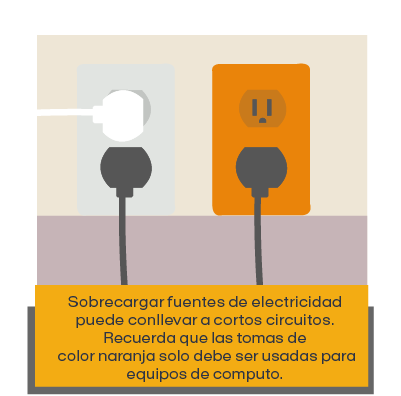 Sobrecargar fuentes de electricidad
puede conllevar a cortos circuitos.
Recuerda que las tomas de
color naranja solo debe ser usadas para
equipos de computo.